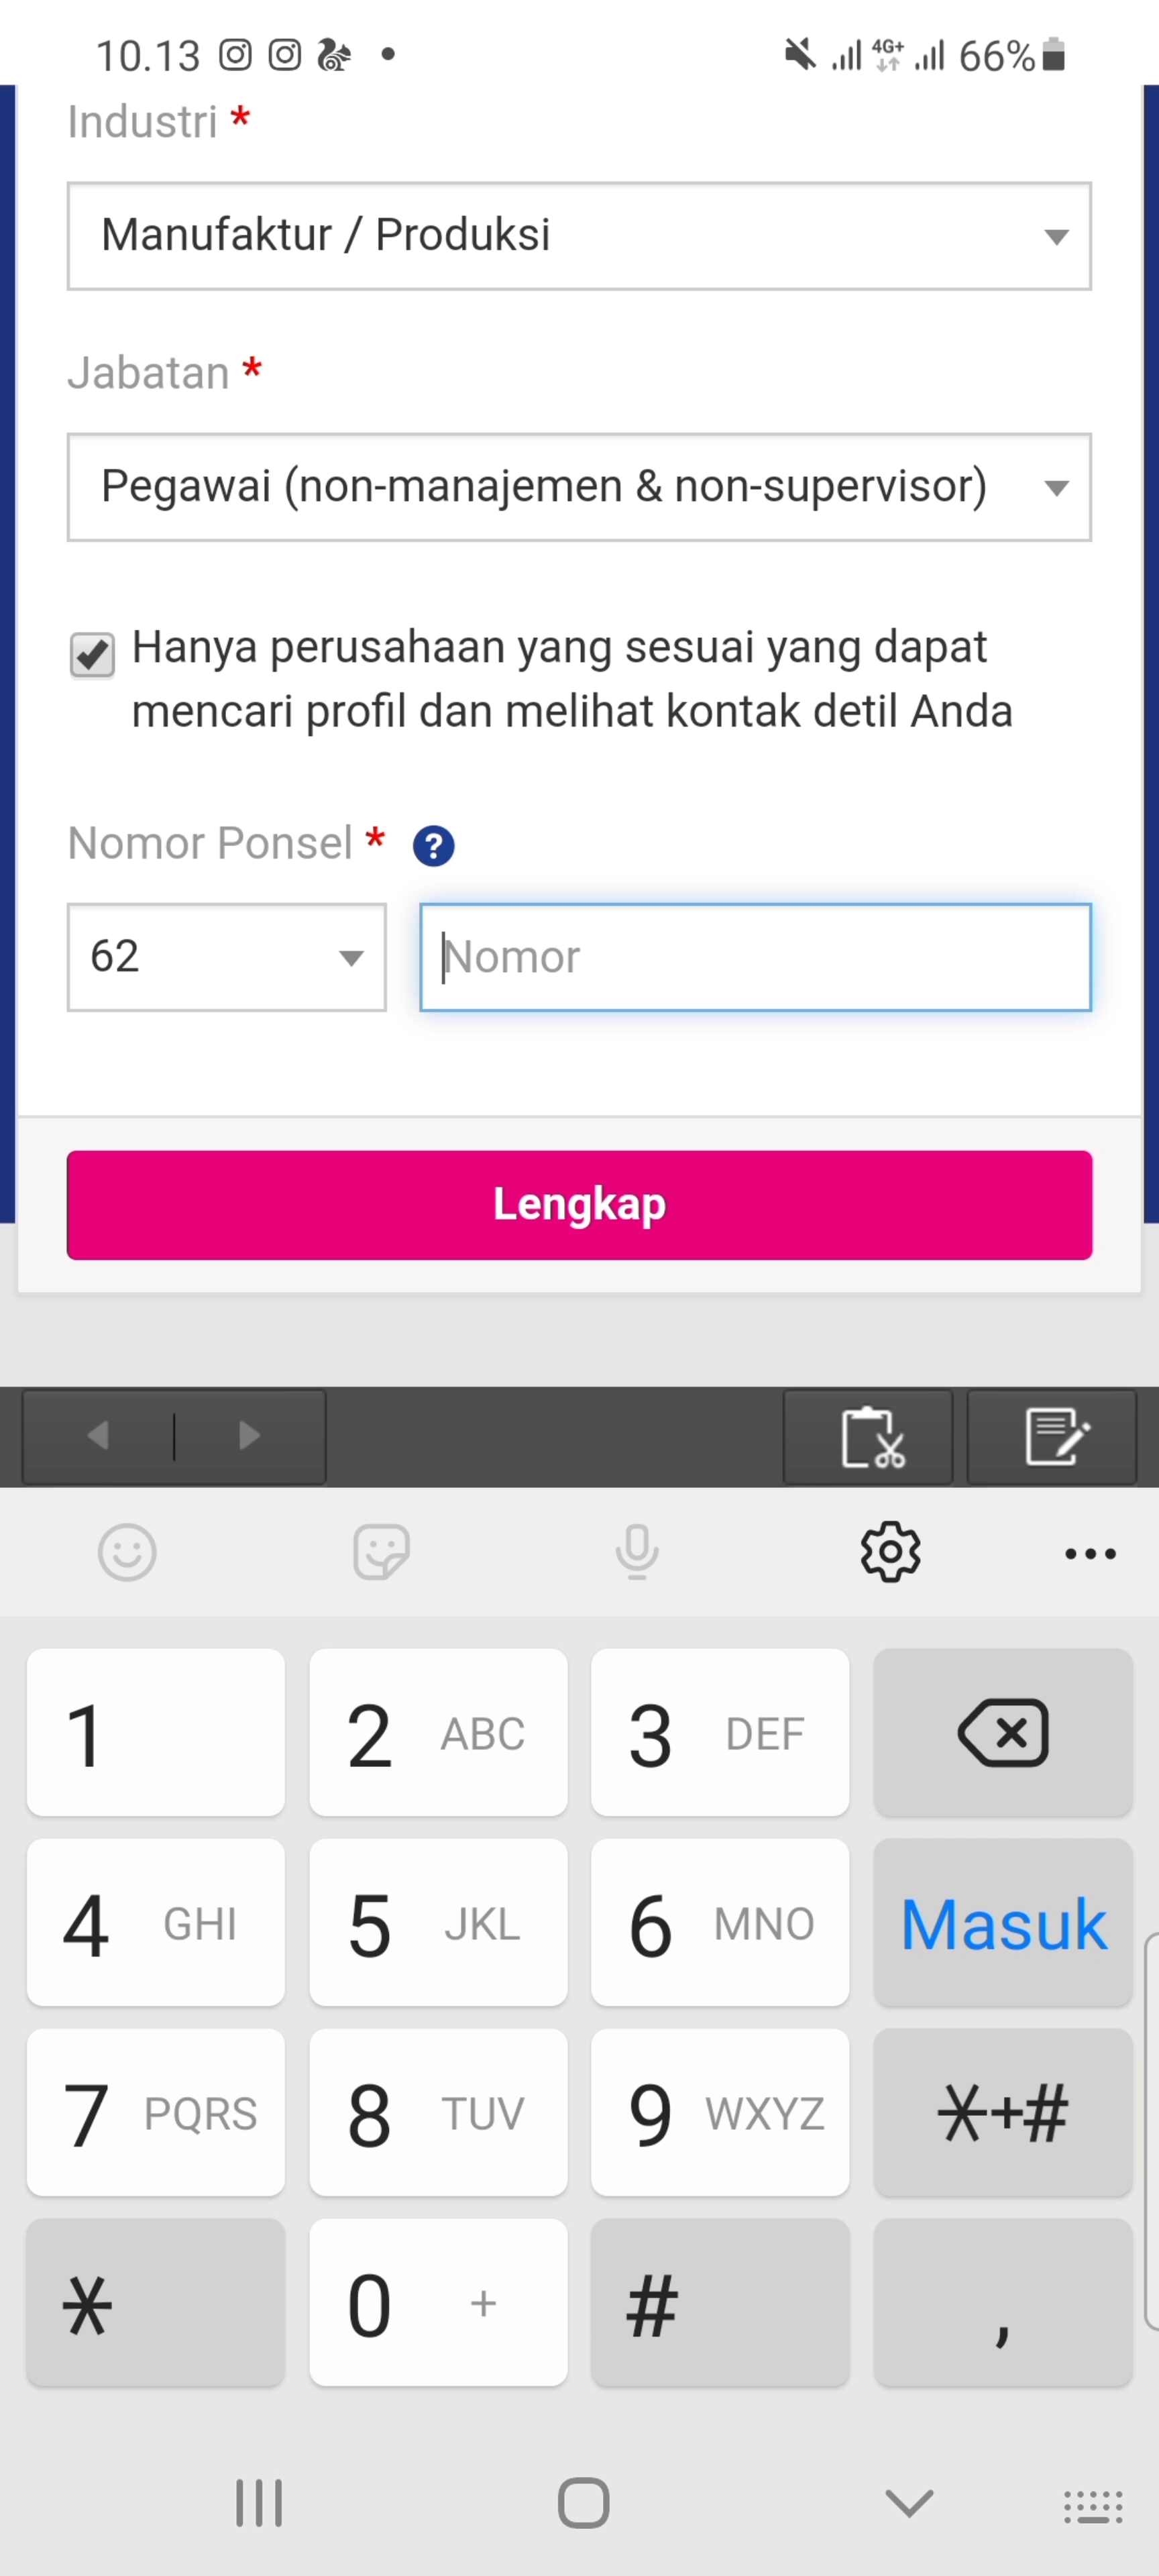 10.13 4G+ 66%
Industri *
Manufaktur / Produksi
Jabatan *
Pegawai (non-manajemen & non-supervisor)
Hanya perusahaan yang sesuai yang dapat
mencari profil dan melihat kontak detil Anda
Nomor Ponsel * ?
62 Nomor
Lengkap
1 2 ABC 3 DEF
4 GHI 5 JKL 6 MNO Masuk
7 PQRS 8 TUV 9 WXYZ *+#
* 0 + # ,